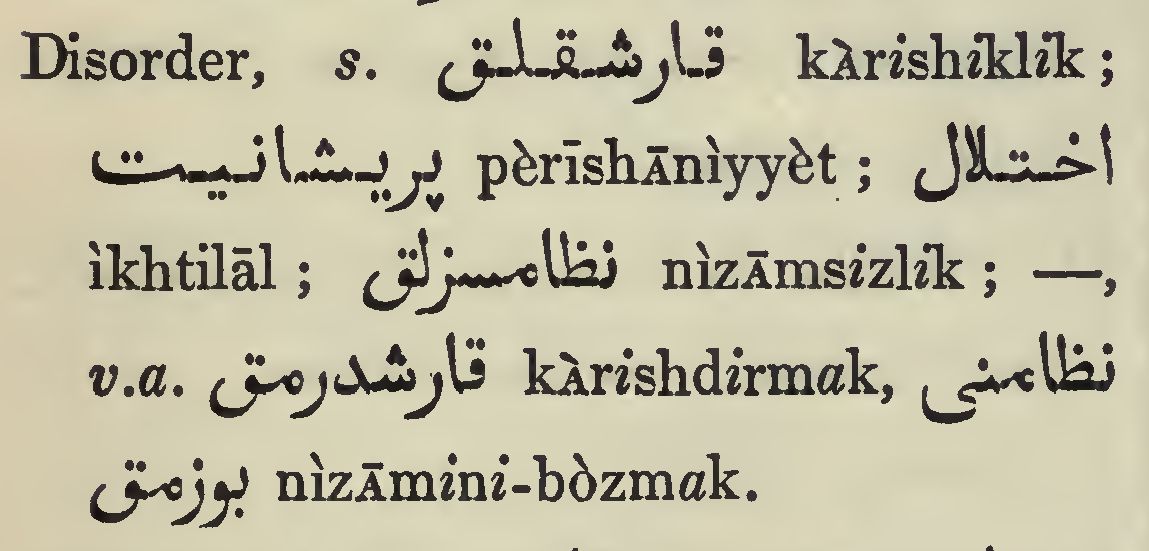 Disorder, s. قارشقلق kàrishiklik ;
پریشانیت pèrīshānìyyèt ; اختلال
ìkhtilāl ; نظامسزلق nìzāmsizlik ; —,
v.a. قارشدرمق kàrishdirmak, نظامنی
بوزمق nìzāmini-bòzmak.